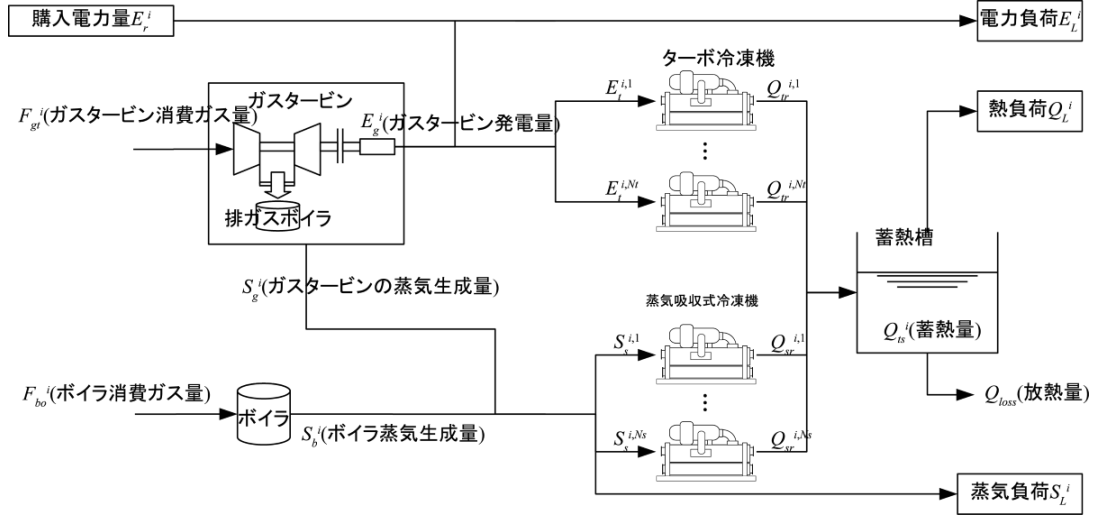 購入電力量E_r^i
電力負荷E_L^i
ターボ冷凍機
ガスタービン
F_gt^i(ガスタービン消費ガス量)
E_g^i(ガスタービン発電量)
E_t^{i,1}
Q_tr^{i,1}
熱負荷Q_L^i
⋮
E_t^{i,Nt}
Q_tr^{i,Nt}
排ガスボイラ
蓄熱槽
S_g^i(ガスタービンの蒸気生成量)
蒸気吸収式冷凍機
Q_ts^i(蓄熱量)
S_s^{i,1}
Q_sr^{i,1}
F_bo^i(ボイラ消費ガス量)
Q_loss(放熱量)
⋮
ボイラ
S_b^i(ボイラ蒸気生成量)
S_s^{i,Ns}
Q_sr^{i,Ns}
蒸気負荷S_L^i